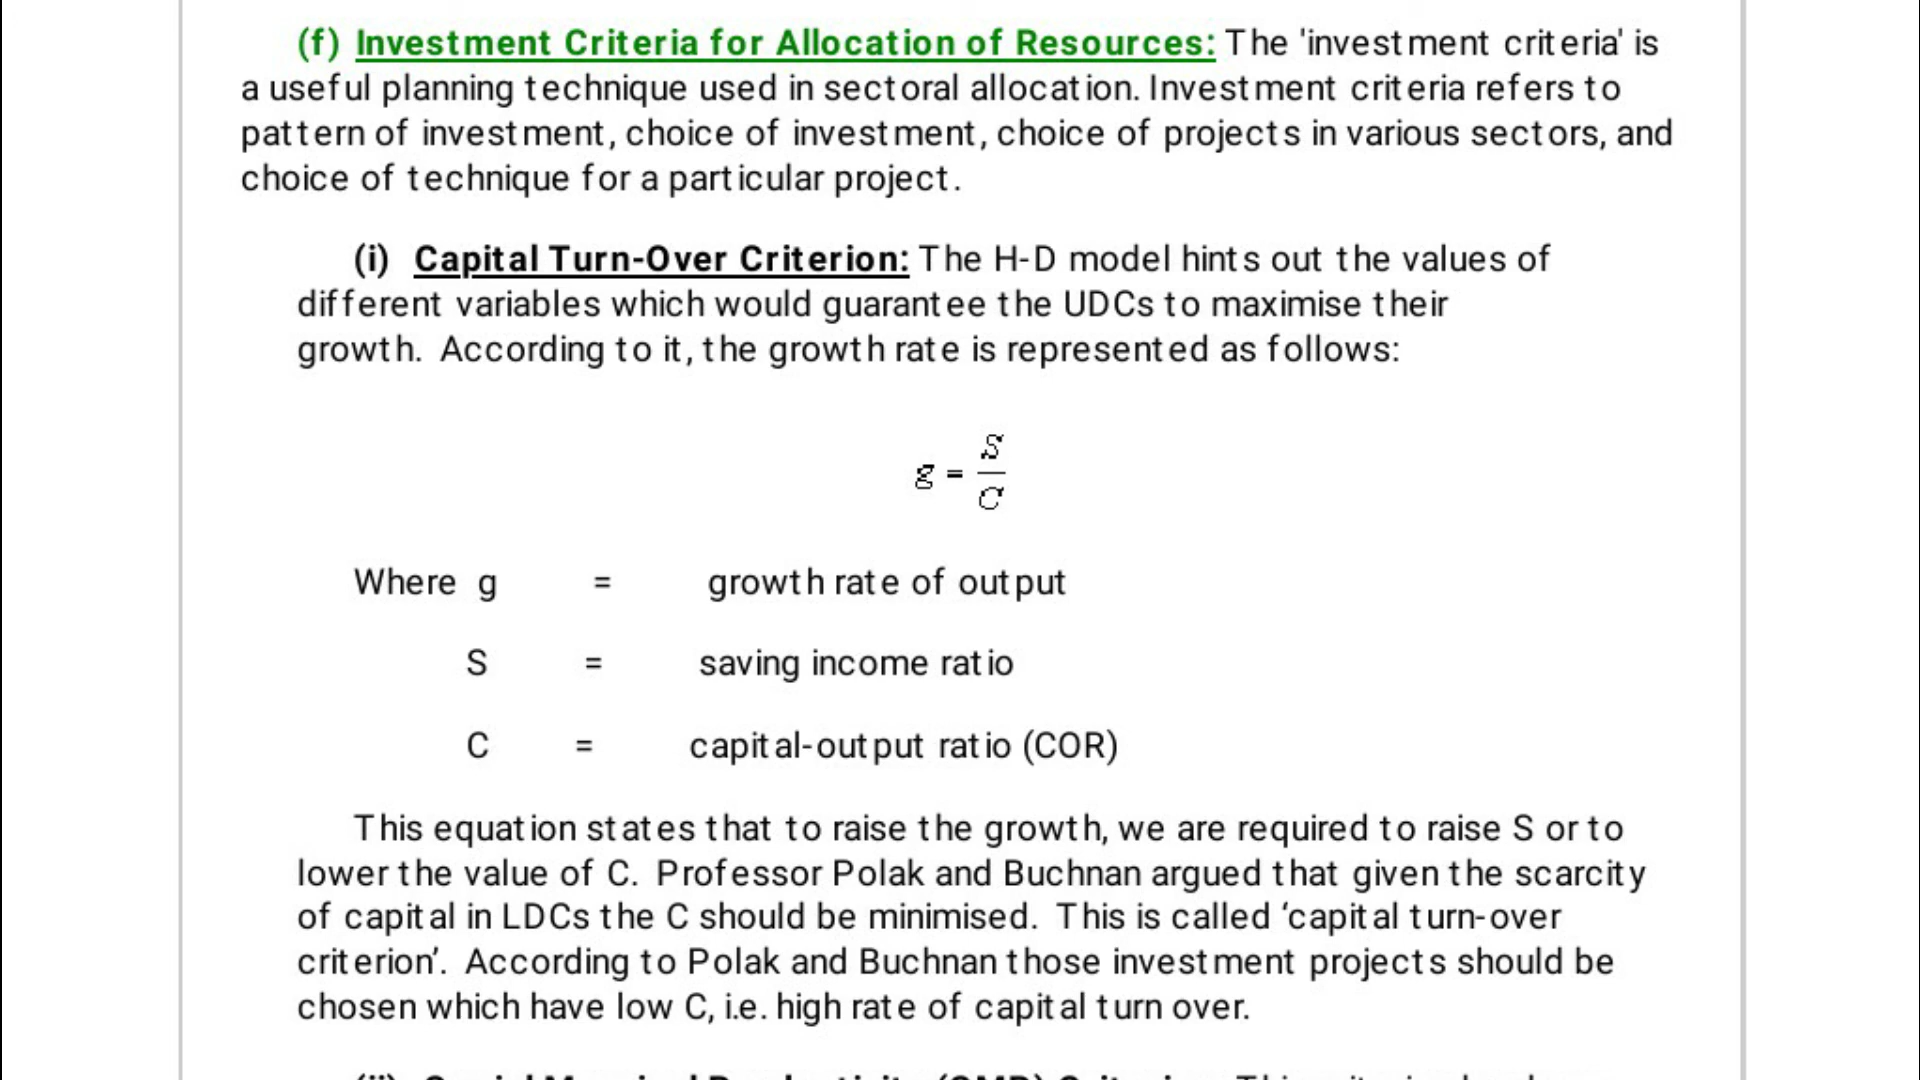 (f) Investment Criteria for Allocation of Resources: The 'investment criteria' is
a useful planning technique used in sectoral allocation. Investment criteria refers to
pattern of investment, choice of investment, choice of projects in various sectors, and
choice of technique for a particular project.
(i) Capital Turn-Over Criterion: The H-D model hints out the values of
different variables which would guarantee the UDCs to maximise their
growth. According to it, the growth rate is represented as follows:
g = S/C
Where g = growth rate of output
S = saving income ratio
C = capital-output ratio (COR)
This equation states that to raise the growth, we are required to raise S or to
lower the value of C. Professor Polak and Buchnan argued that given the scarcity
of capital in LDCs the C should be minimised. This is called ‘capital turn-over
criterion’. According to Polak and Buchnan those investment projects should be
chosen which have low C, i.e. high rate of capital turn over.